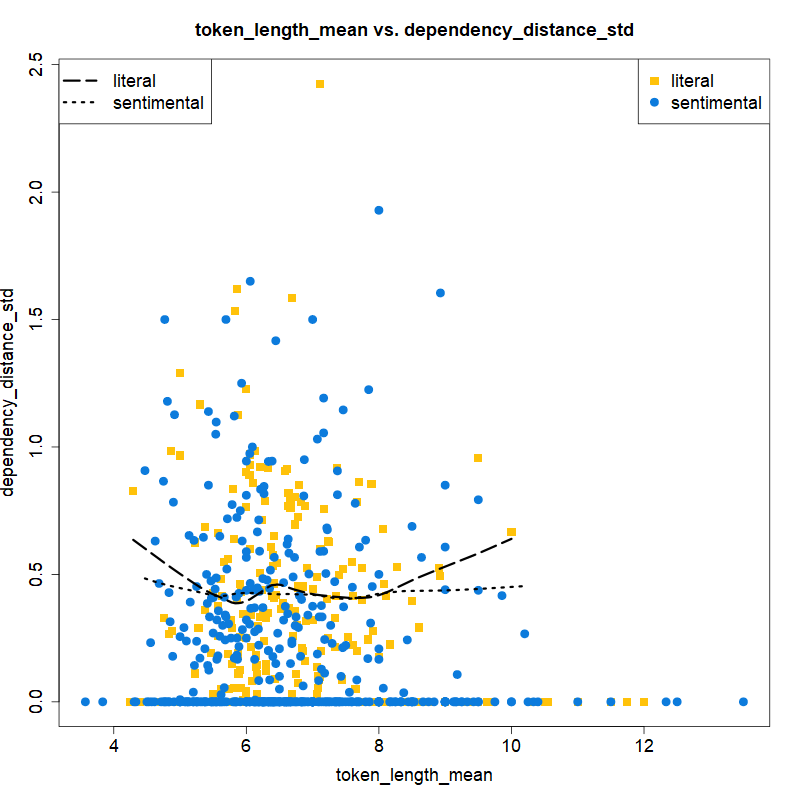 token_length_mean vs. dependency_distance_std
literal
sentimental
literal
sentimental
dependency_distance_std
2.5
2.0
1.5
1.0
0.5
0.0
4 6 8 10 12
token_length_mean